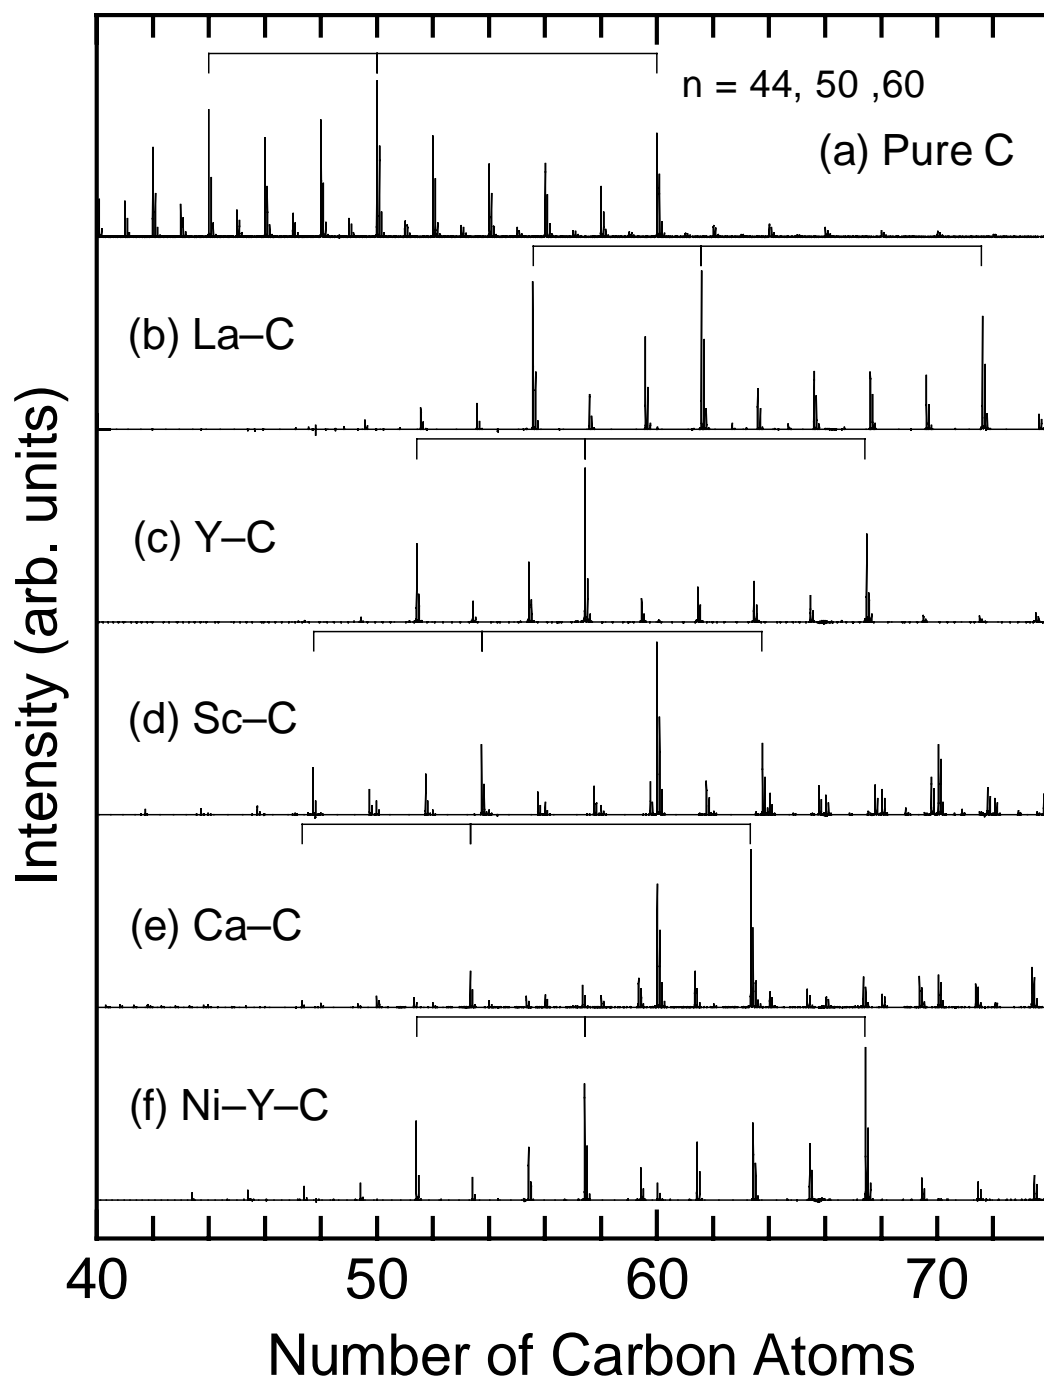 n = 44, 50 ,60
(a) Pure C
(b) La–C
(c) Y–C
(d) Sc–C
(e) Ca–C
(f) Ni–Y–C
Intensity (arb. units)
40 50 60 70
Number of Carbon Atoms